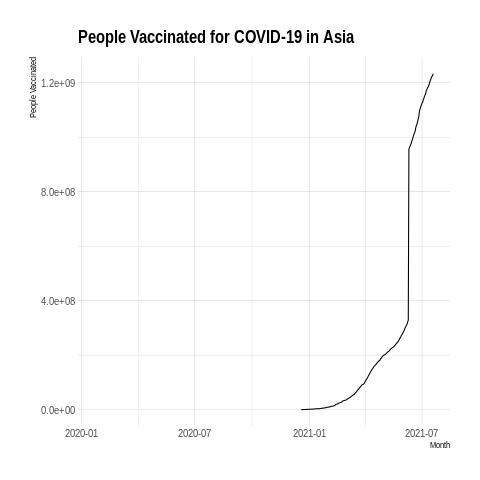 People Vaccinated for COVID-19 in Asia
People Vaccinated
1.2e+09
8.0e+08
4.0e+08
0.0e+00
2020-01
2020-07
2021-01
2021-07
Month